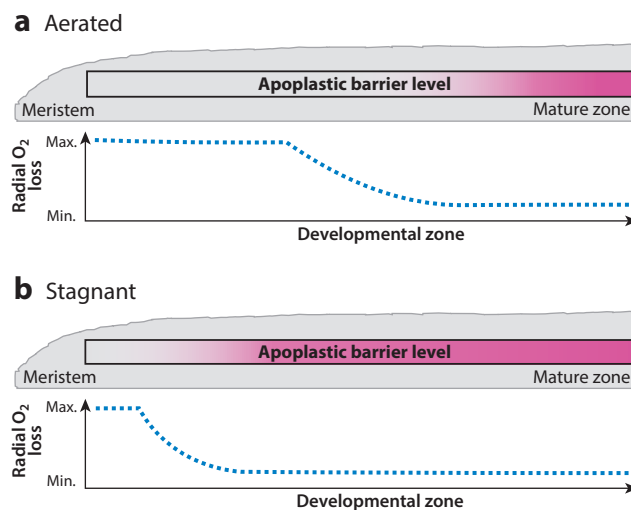 a Aerated
Apoplastic barrier level
Meristem
Mature zone
Max.
Radial O2
loss
Min.
Developmental zone
b Stagnant
Apoplastic barrier level
Meristem
Mature zone
Max.
Radial O2
loss
Min.
Developmental zone